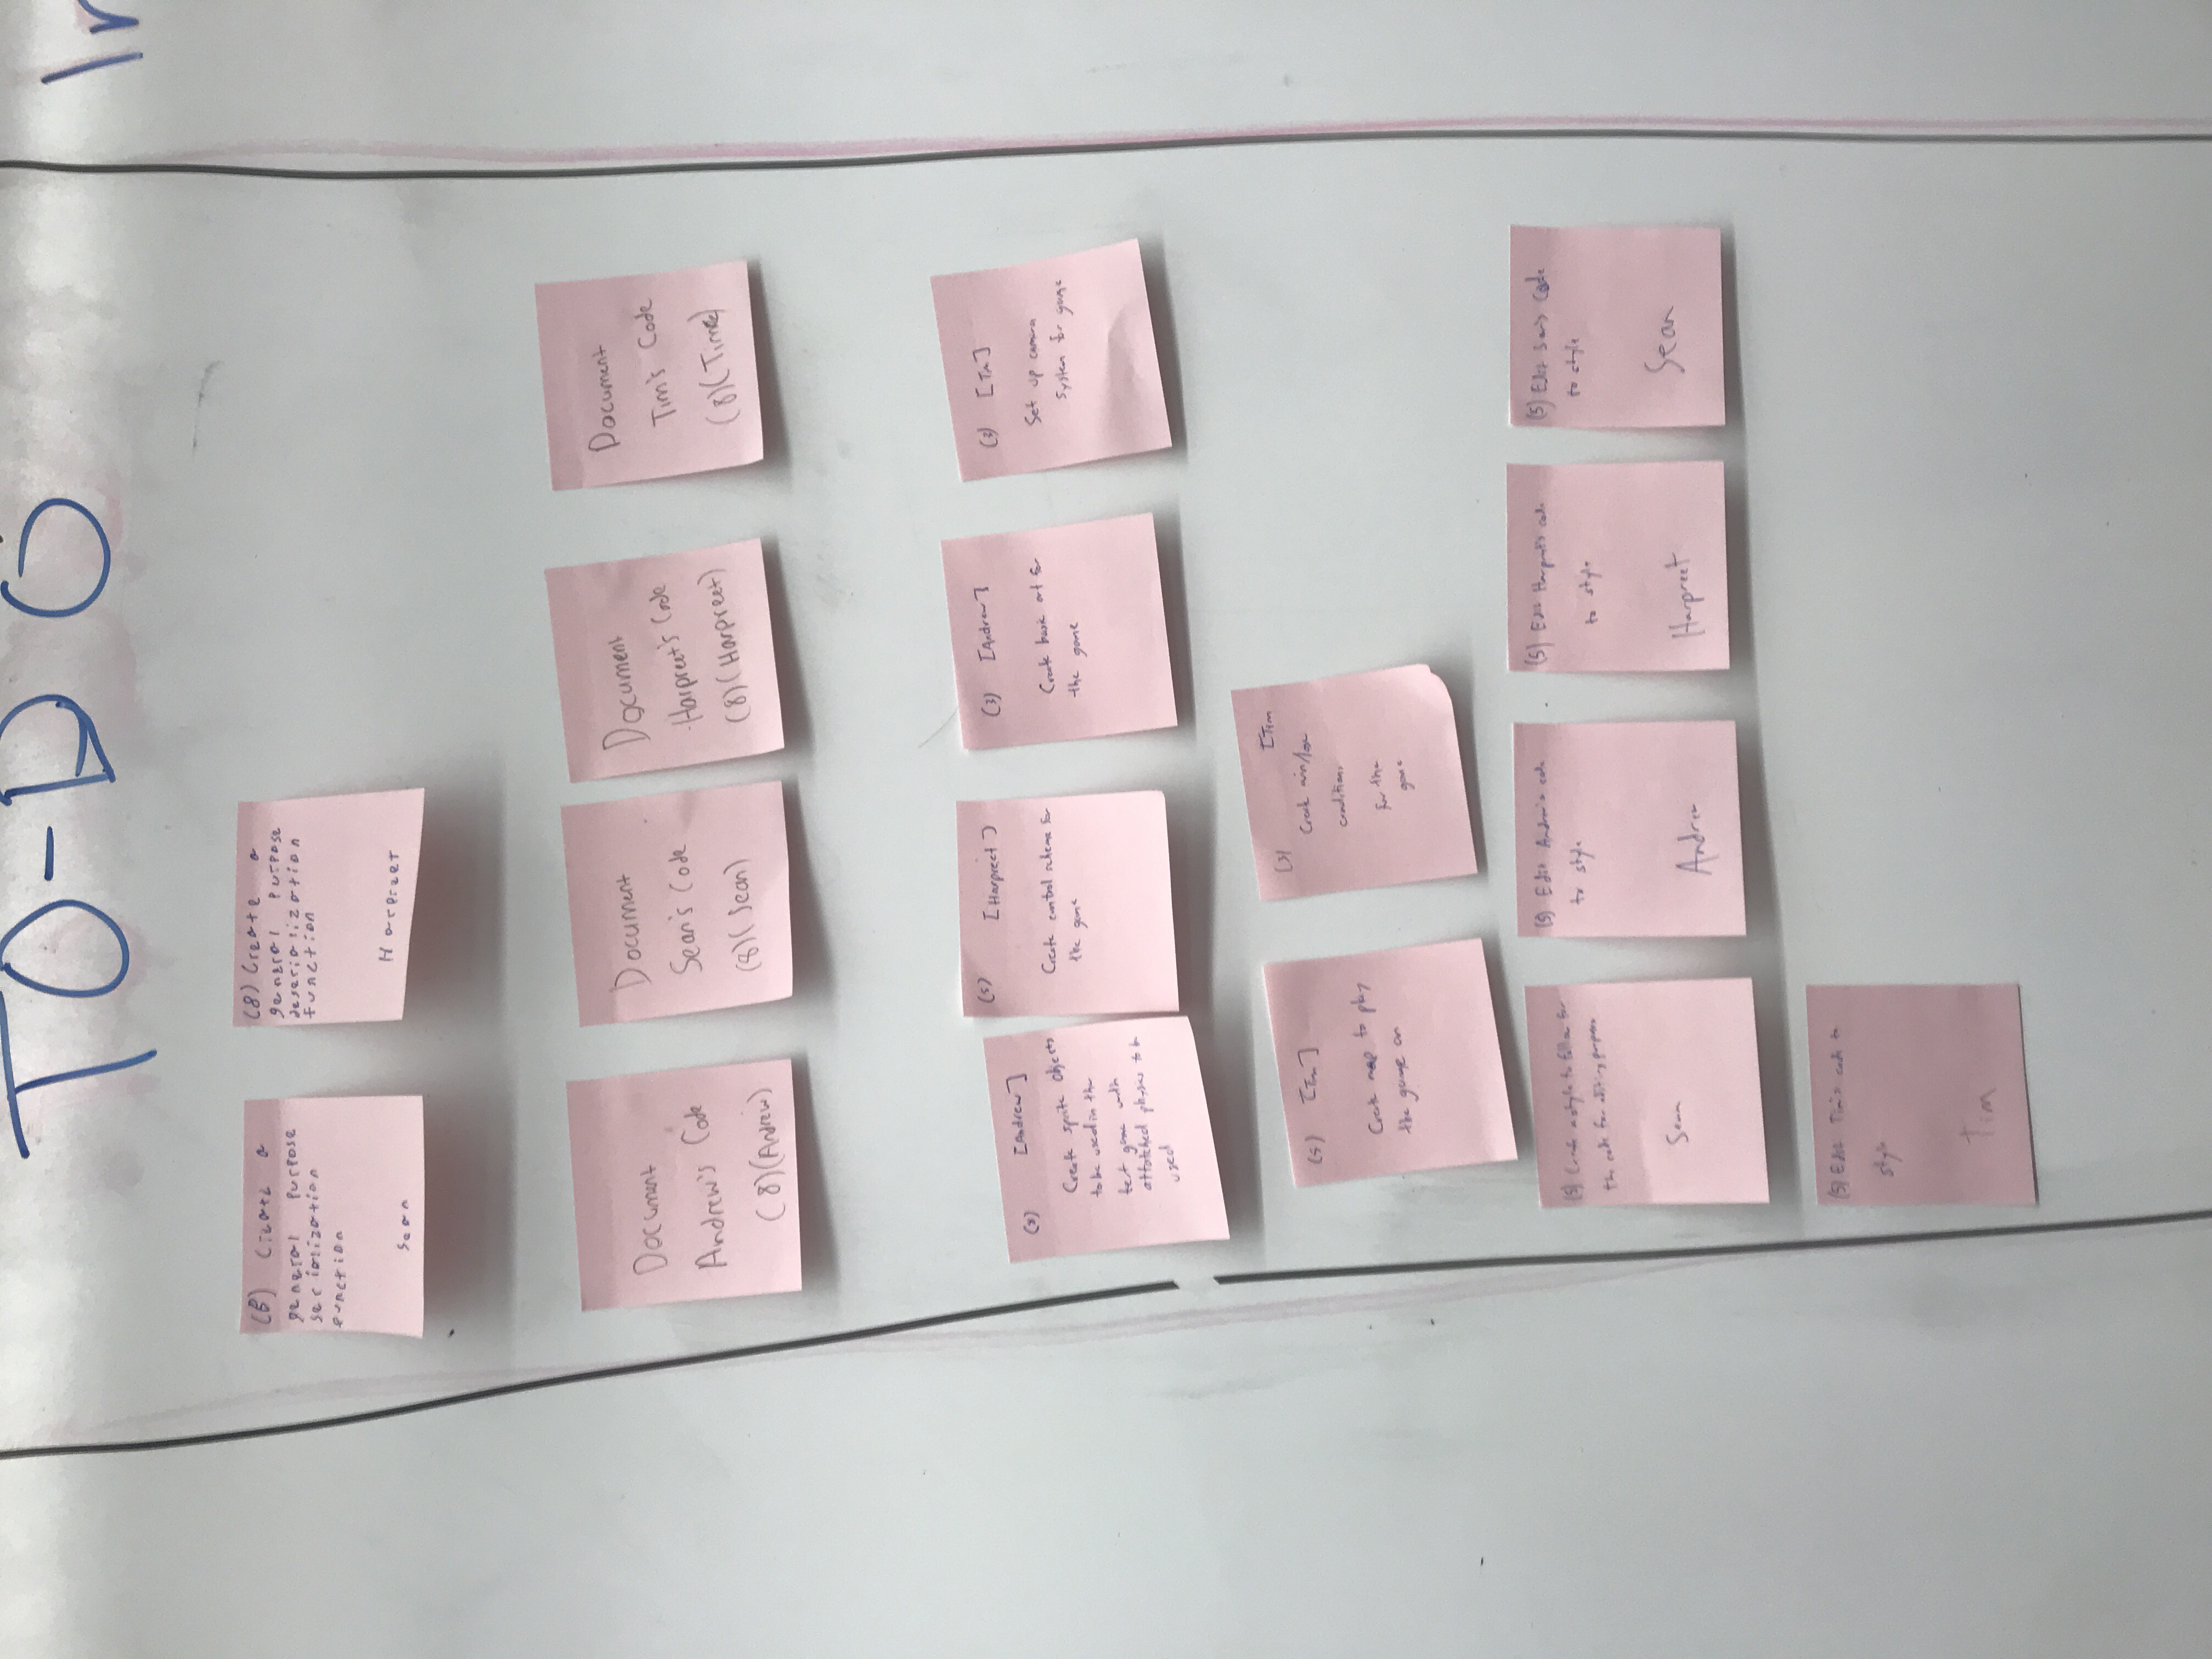 TO-DO
In
(8) Create a
general purpose
serialization
function
Sean
(8) Create a
general purpose
deserialization
function
Harpreet
Document
Andrew's Code
(8)(Andrew)
Document
Sean's Code
(8)(Sean)
Document
Harpreet's Code
(8)(Harpreet)
Document
Tim's Code
(8)(Tim)
[Andrew]
Create sprite objects
to be used in the
test game with
attatched physics to be
used
(5) [Harpreet]
Create control scheme for
the game
(3) [Andrew]
Create basic art for
the game
[Tim]
Set up camera
system for game
(5) [Tim]
Create map to play
the game on
(3) [Tim
Create win/lose
conditions
for the
game
(5) Create a style to follow for
the code for editing purposes
Sean
(5) Edit Andrew's code
to style
Andrew
(5) Edit Harpreet's code
to style
Harpreet
(5) Edit Sean's Code
to style
Sean
(5) Edit Tim's code to
style
Tim